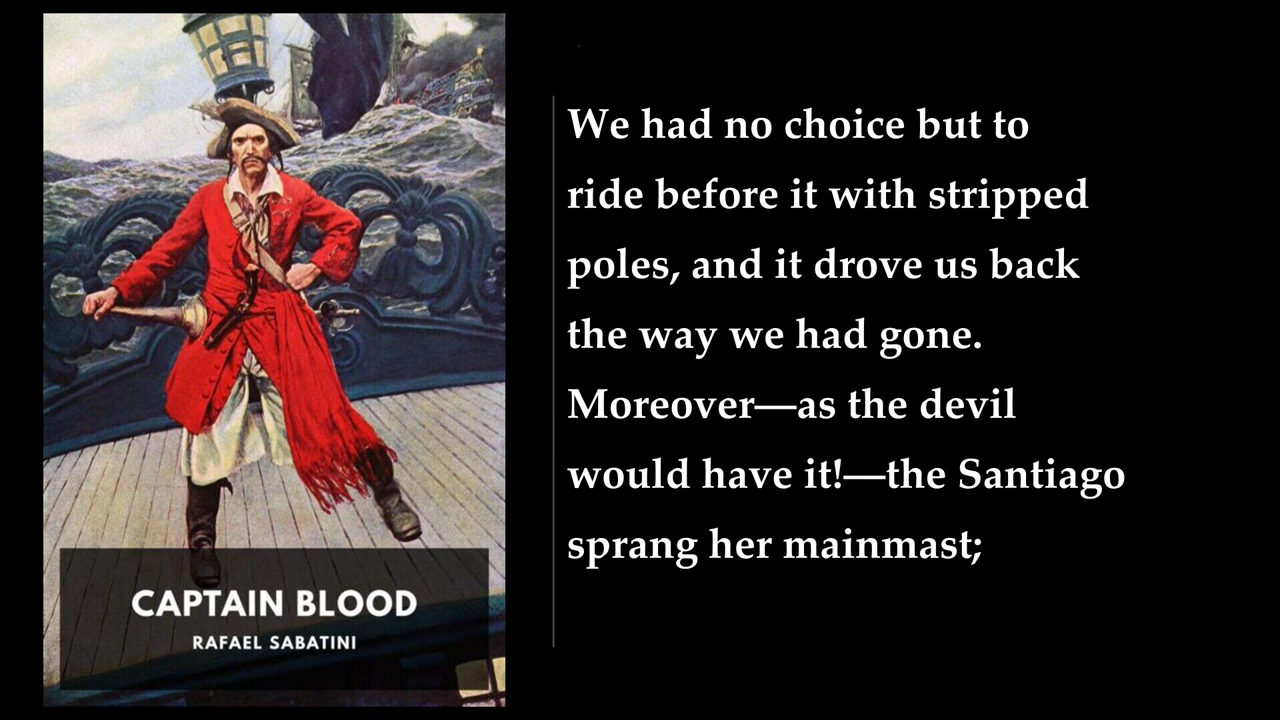 CAPTAIN BLOOD
RAFAEL SABATINI
We had no choice but to
ride before it with stripped
poles, and it drove us back
the way we had gone.
Moreover—as the devil
would have it!—the Santiago
sprang her mainmast;